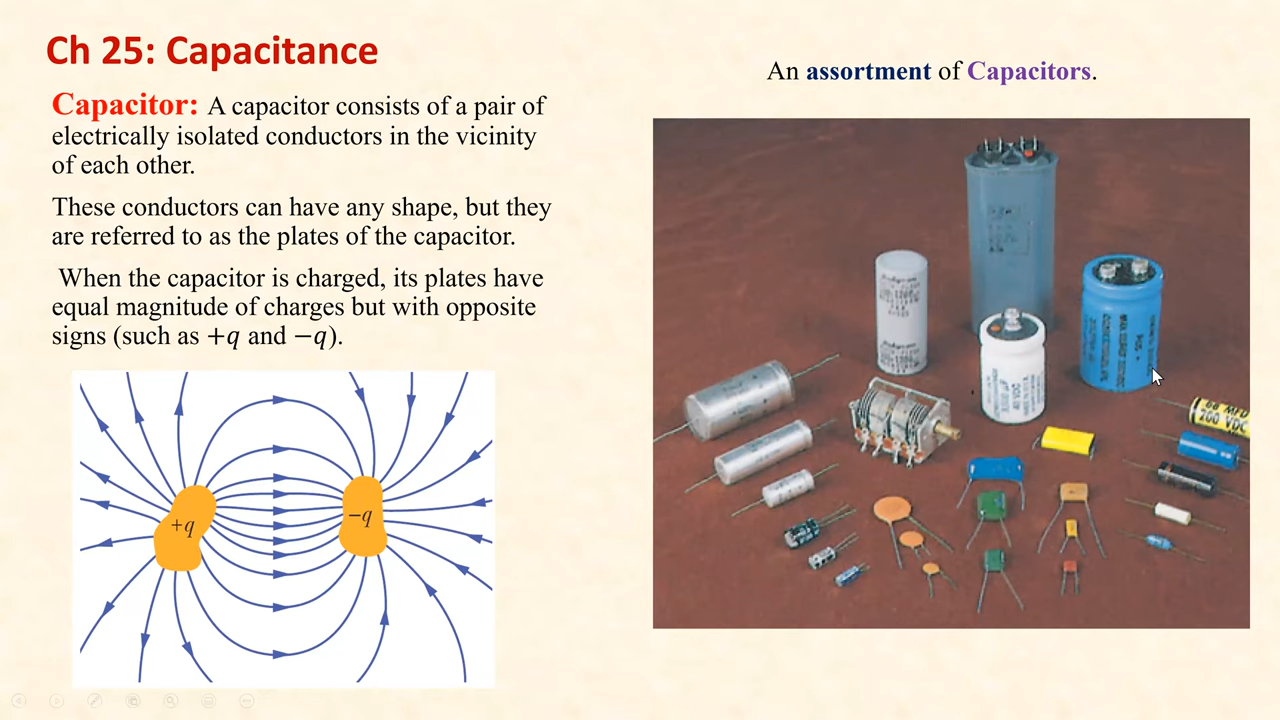 Ch 25: Capacitance
Capacitor: A capacitor consists of a pair of
electrically isolated conductors in the vicinity
of each other.
These conductors can have any shape, but they
are referred to as the plates of the capacitor.
When the capacitor is charged, its plates have
equal magnitude of charges but with opposite
signs (such as +q and −q).
+q
−q
An assortment of Capacitors.
200 VDC